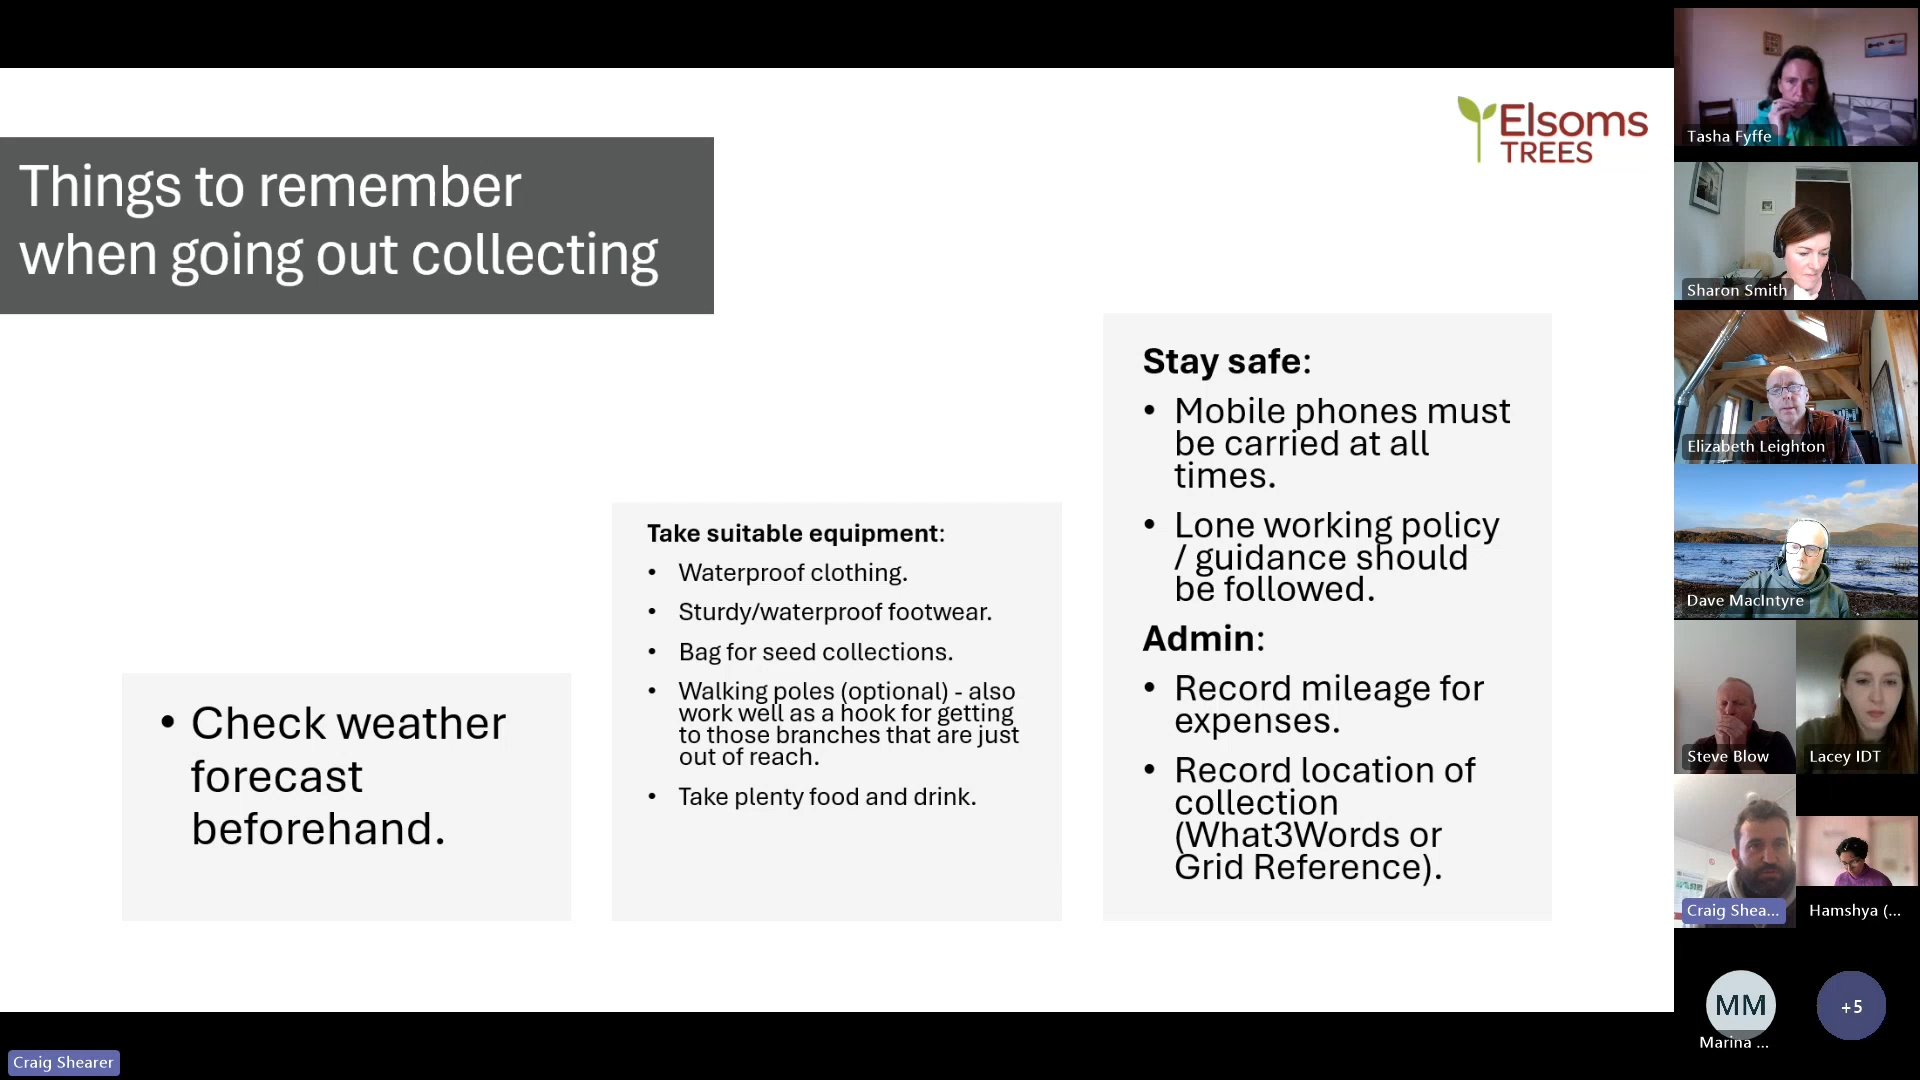 Elsoms
TREES
Things to remember
when going out collecting
• Check weather
forecast
beforehand.
Take suitable equipment:
• Waterproof clothing.
• Sturdy/waterproof footwear.
• Bag for seed collections.
• Walking poles (optional) - also
work well as a hook for getting
to those branches that are just
out of reach.
• Take plenty food and drink.
Stay safe:
• Mobile phones must
be carried at all
times.
• Lone working policy
/ guidance should
be followed.
Admin:
• Record mileage for
expenses.
• Record location of
collection
(What3Words or
Grid Reference).
Tasha Fyffe
Sharon Smith
Elizabeth Leighton
Dave MacIntyre
Steve Blow
Lacey IDT
Craig Shea...
Hamshya (...
MM
Marina ...
+5
Craig Shearer